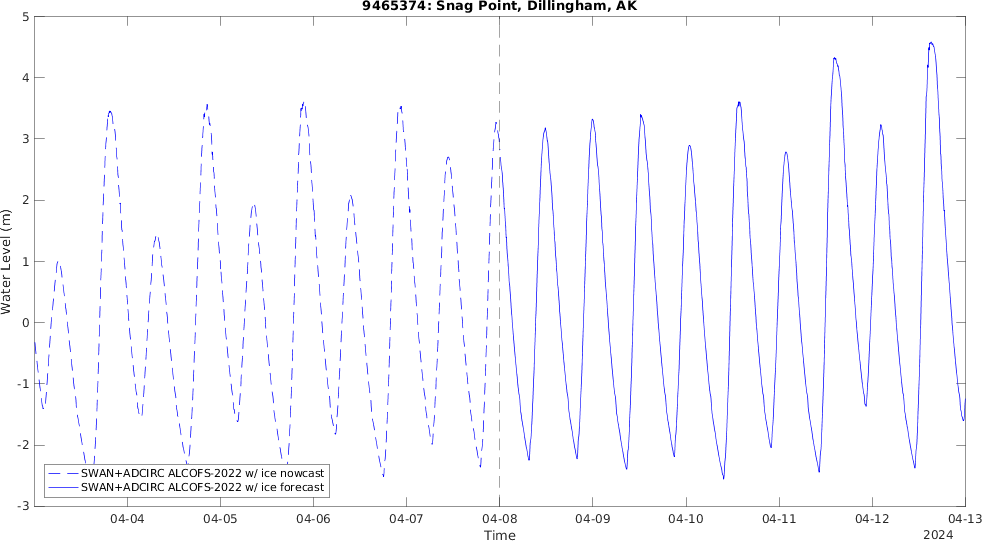 9465374: Snag Point, Dillingham, AK
5
4
3
2
1
0
-1
-2
-3
Water Level (m)
SWAN+ADCIRC ALCOFS-2022 w/ ice nowcast
SWAN+ADCIRC ALCOFS-2022 w/ ice forecast
04-04 04-05 04-06 04-07 04-08 04-09 04-10 04-11 04-12 04-13
Time
2024